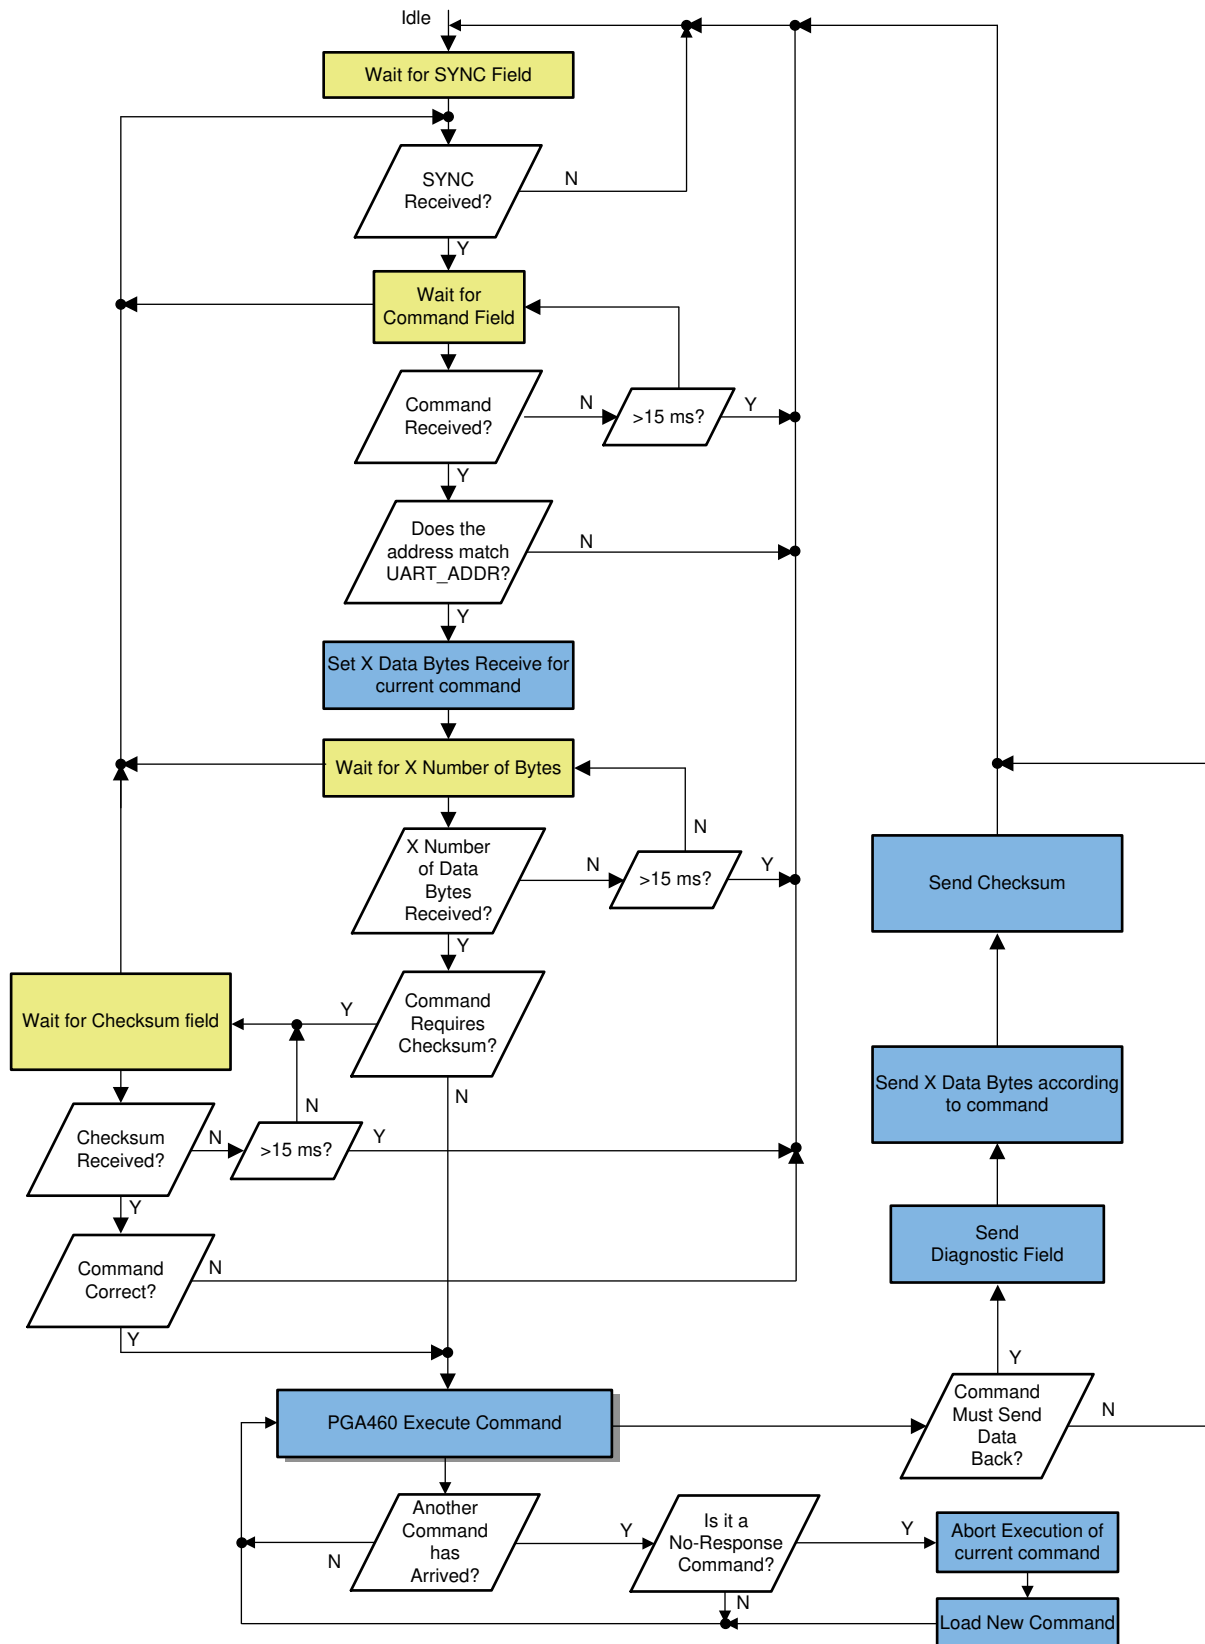 Idle
Wait for SYNC Field
SYNC
Received?
N
Y
Wait for
Command Field
Command
Received?
N
>15 ms?
Y
Y
Does the
address match
UART_ADDR?
N
Y
Set X Data Bytes Receive for
current command
Wait for X Number of Bytes
N
X Number
of Data
Bytes
Received?
N
>15 ms?
Y
Y
Send Checksum
Wait for Checksum field
Y
Command
Requires
Checksum?
N
N
Checksum
Received?
N
>15 ms?
Y
Y
Send X Data Bytes according
to command
Command
Correct?
N
Y
Send
Diagnostic Field
Y
PGA460 Execute Command
Command
Must Send
Data
Back?
N
Another
Command
has
Arrived?
N
Y
Is it a
No-Response
Command?
Y
N
Abort Execution of
current command
Load New Command